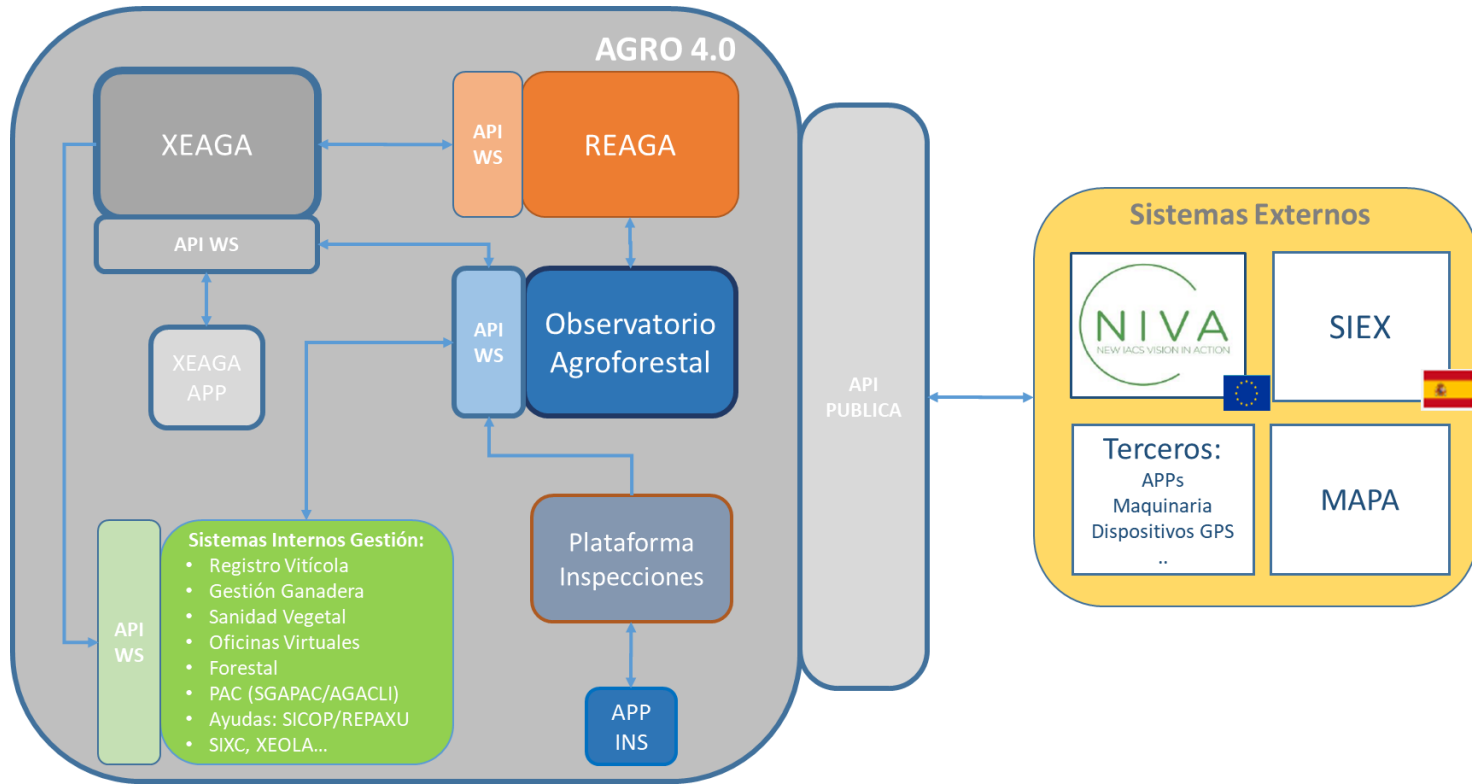 AGRO 4.0
XEAGA
API
WS
REAGA
API WS
XEAGA
APP
API
WS
Observatorio
Agroforestal
API
WS
Sistemas Internos Gestión:
• Registro Vitícola
• Gestión Ganadera
• Sanidad Vegetal
• Oficinas Virtuales
• Forestal
• PAC (SGAPAC/AGACLI)
• Ayudas: SICOP/REPAXU
• SIXC, XEOLA...
Plataforma
Inspecciones
APP
INS
API
PUBLICA
Sistemas Externos
NIVA
NEW IACS VISION IN ACTION
SIEX
Terceros:
APPs
Maquinaria
Dispositivos GPS
..
MAPA